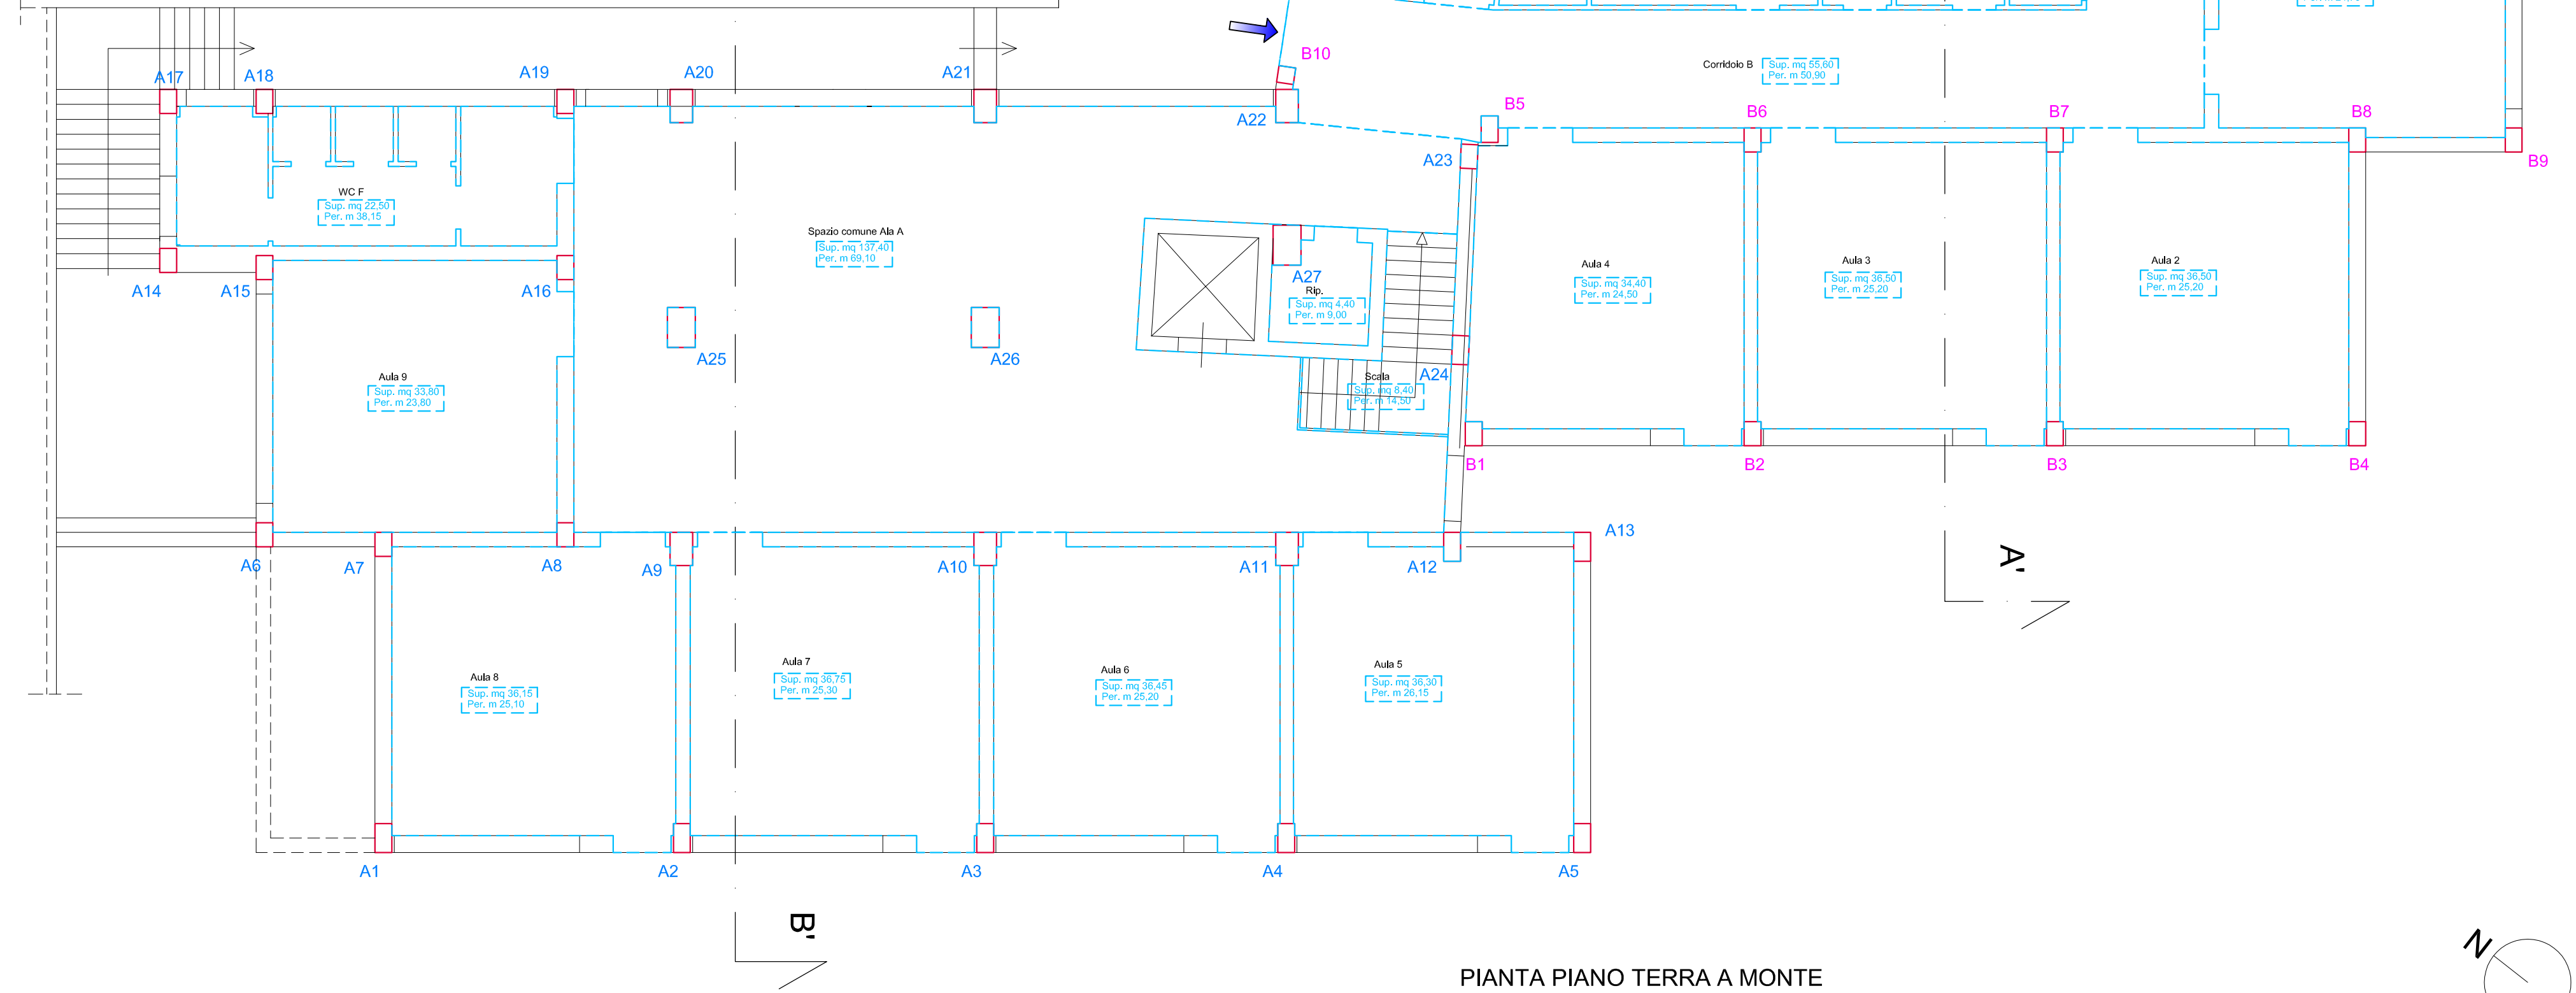 B10
Corridoio B
Sup. mq 55,60
Per. m 50,90
A17
A18
A19
A20
A21
A22
B5
B6
B7
B8
B9
A23
WC F
Sup. mq 22,50
Per. m 38,15
Spazio comune Ala A
Sup. mq 137,40
Per. m 69,10
A27
Rip.
Sup. mq 4,40
Per. m 9,00
Aula 4
Sup. mq 34,40
Per. m 24,50
Aula 3
Sup. mq 36,50
Per. m 25,20
Aula 2
Sup. mq 36,50
Per. m 25,20
A14
A15
A16
A25
A26
A24
Scala
Sup. mq 8,40
Per. m 14,50
Aula 9
Sup. mq 33,80
Per. m 23,80
B1
B2
B3
B4
A6
A7
A8
A9
A10
A11
A12
A13
A'
Aula 8
Sup. mq 36,15
Per. m 25,10
Aula 7
Sup. mq 36,75
Per. m 25,30
Aula 6
Sup. mq 36,45
Per. m 25,20
Aula 5
Sup. mq 36,30
Per. m 26,15
A1
A2
A3
A4
A5
B'
N
PIANTA PIANO TERRA A MONTE